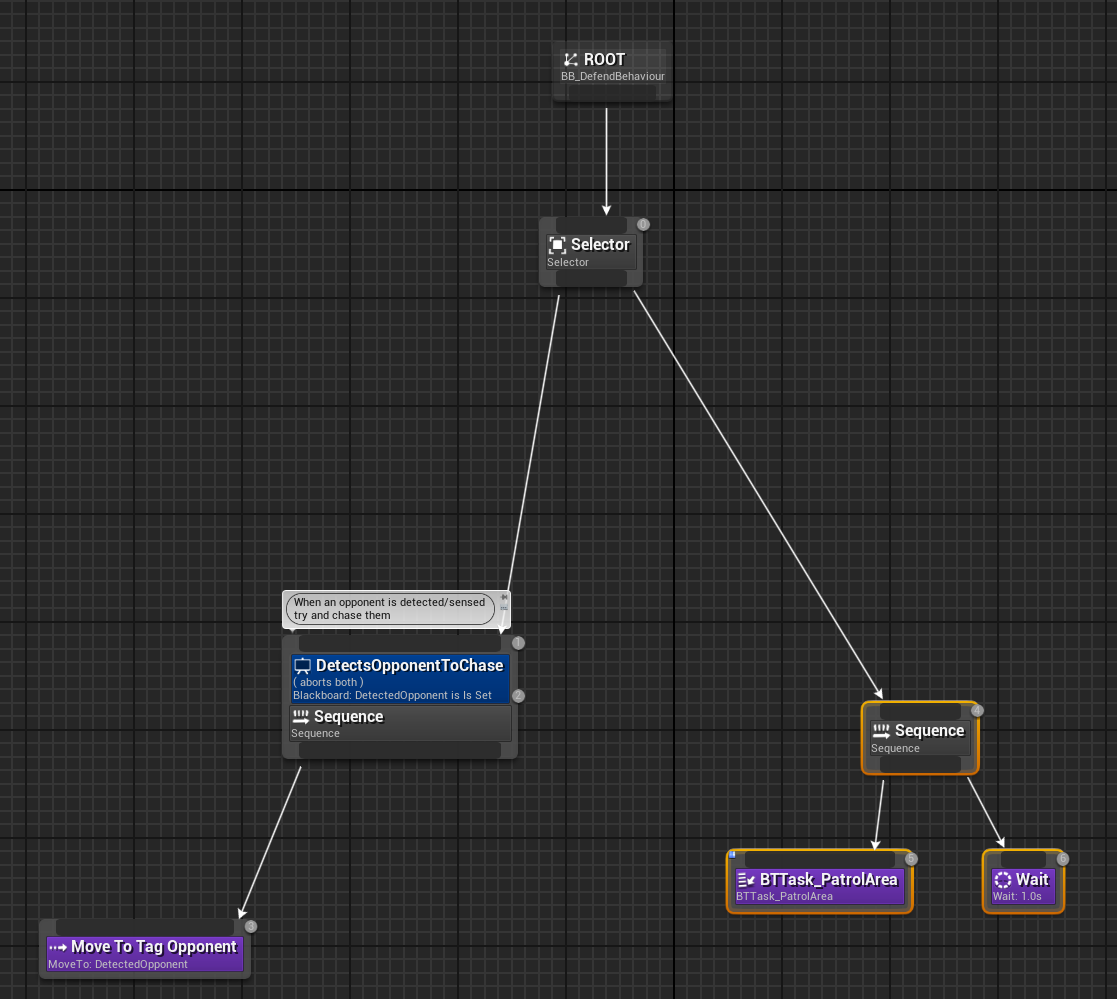 ROOT
BB_DefendBehaviour
0
Selector
Selector
When an opponent is detected/sensed
try and chase them
1
DetectsOpponentToChase
( aborts both )
Blackboard: DetectedOpponent is Is Set
2
Sequence
Sequence
4
Sequence
Sequence
5
BTTask_PatrolArea
BTTask_PatrolArea
6
Wait
Wait: 1.0s
3
Move To Tag Opponent
MoveTo: DetectedOpponent